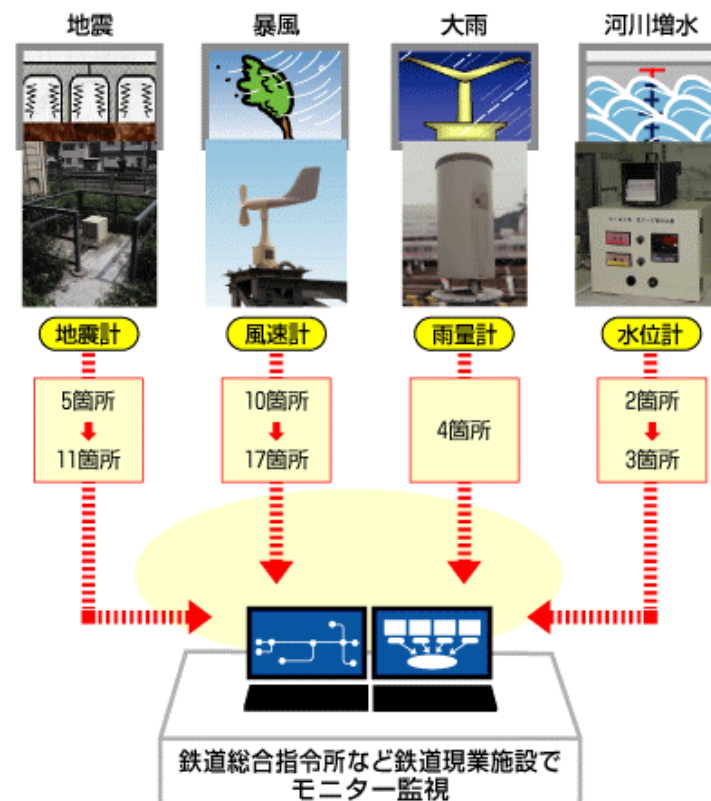 地震
暴風
大雨
河川増水
地震計
風速計
雨量計
水位計
5箇所
11箇所
10箇所
17箇所
4箇所
2箇所
3箇所
鉄道総合指令所など鉄道現業施設で
モニター監視